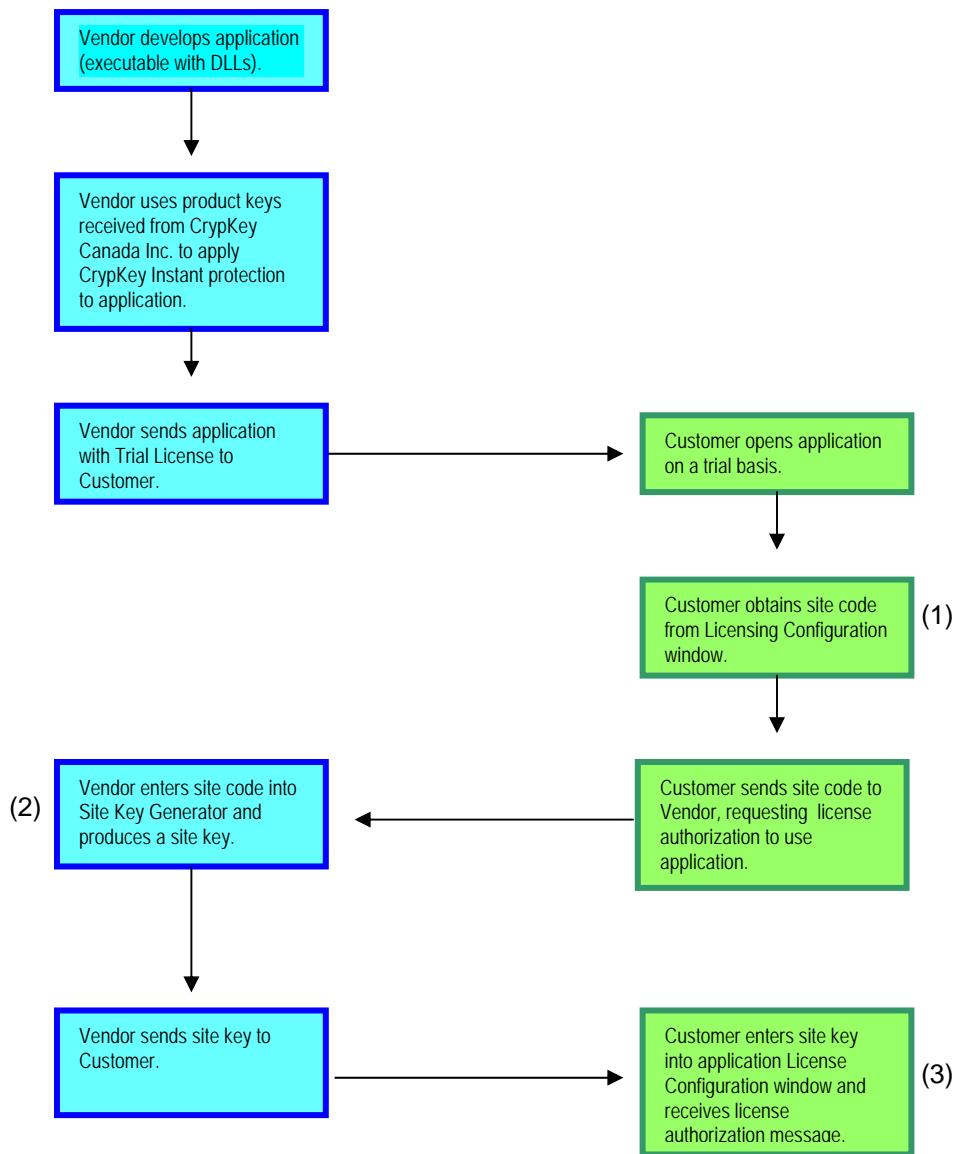 Vendor develops application
(executable with DLLs).
Vendor uses product keys
received from CrypKey
Canada Inc. to apply
CrypKey Instant protection
to application.
Vendor sends application
with Trial License to
Customer.
Customer opens application
on a trial basis.
Customer obtains site code
from Licensing Configuration
window.
(1)
Customer sends site code to
Vendor, requesting license
authorization to use
application.
(2)
Vendor enters site code into
Site Key Generator and
produces a site key.
Vendor sends site key to
Customer.
Customer enters site key
into application License
Configuration window and
receives license
authorization message.
(3)